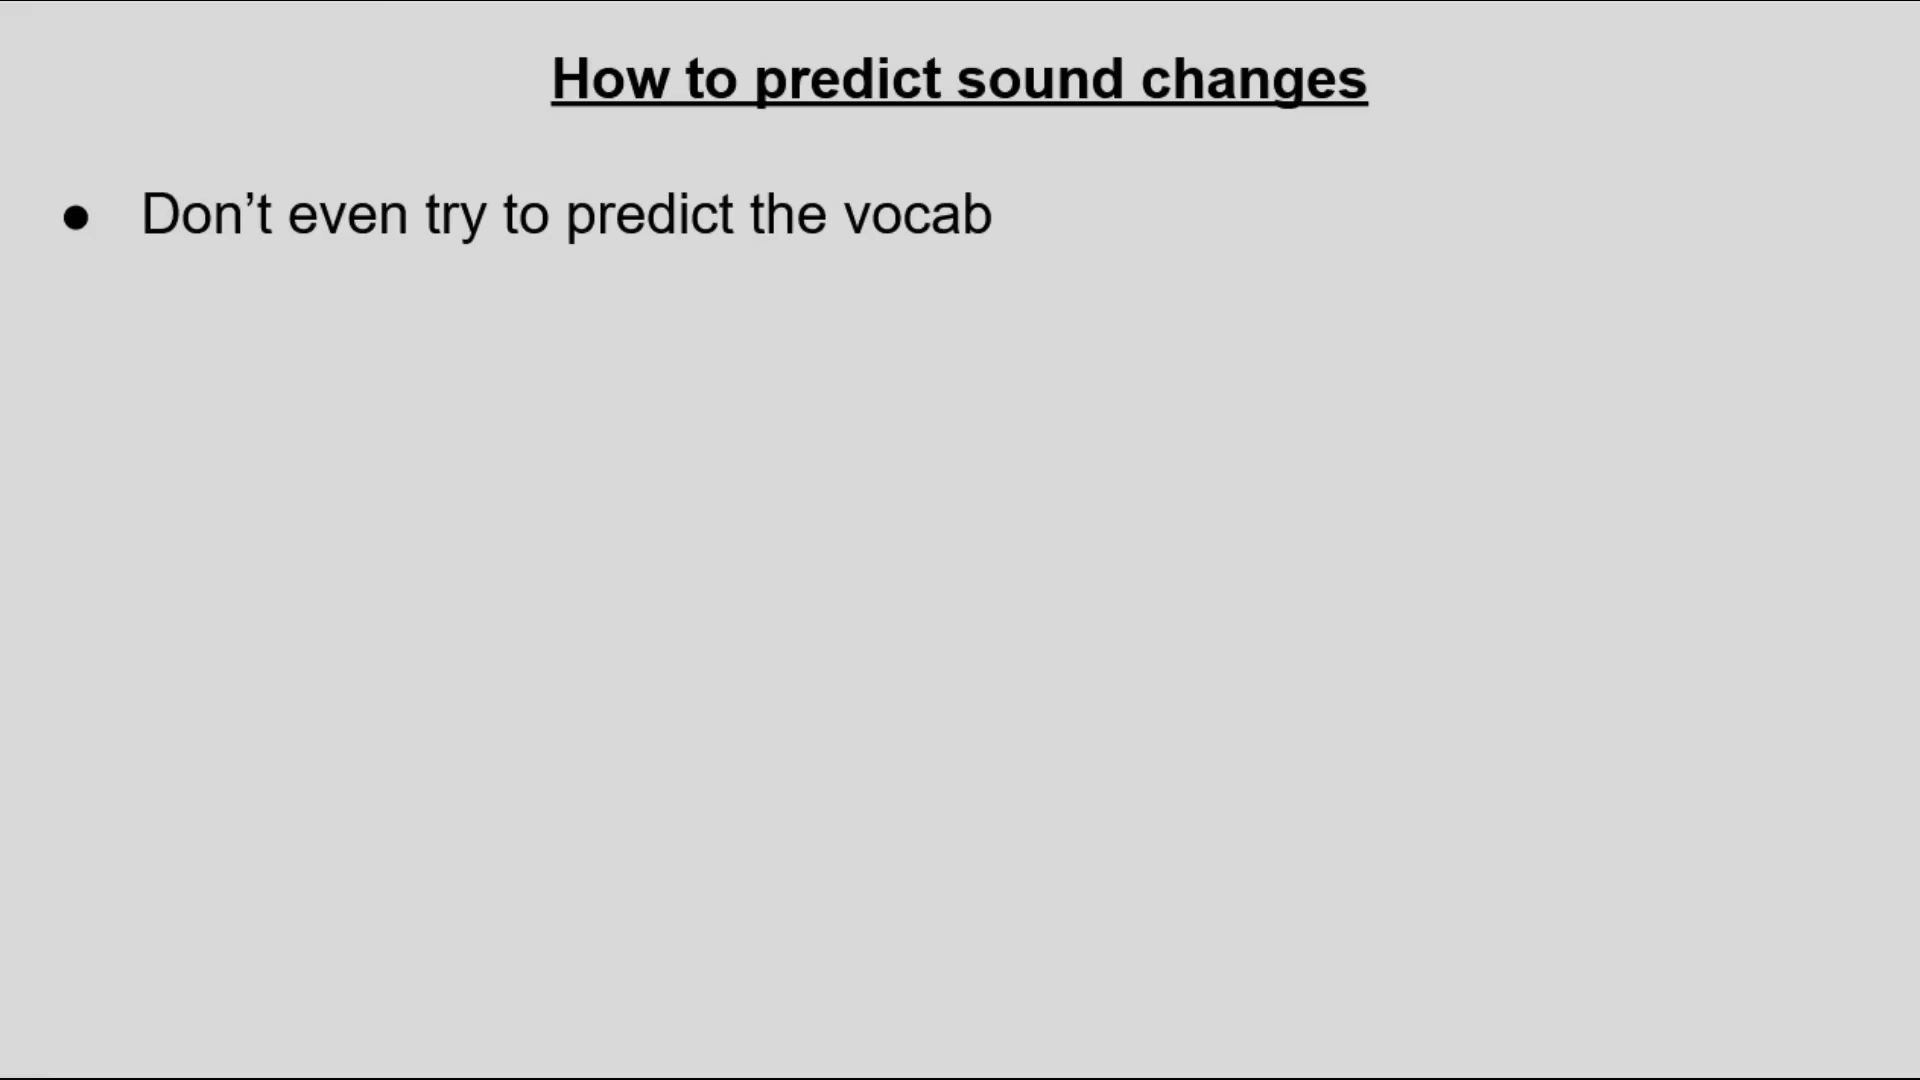 How to predict sound changes
● Don’t even try to predict the vocab